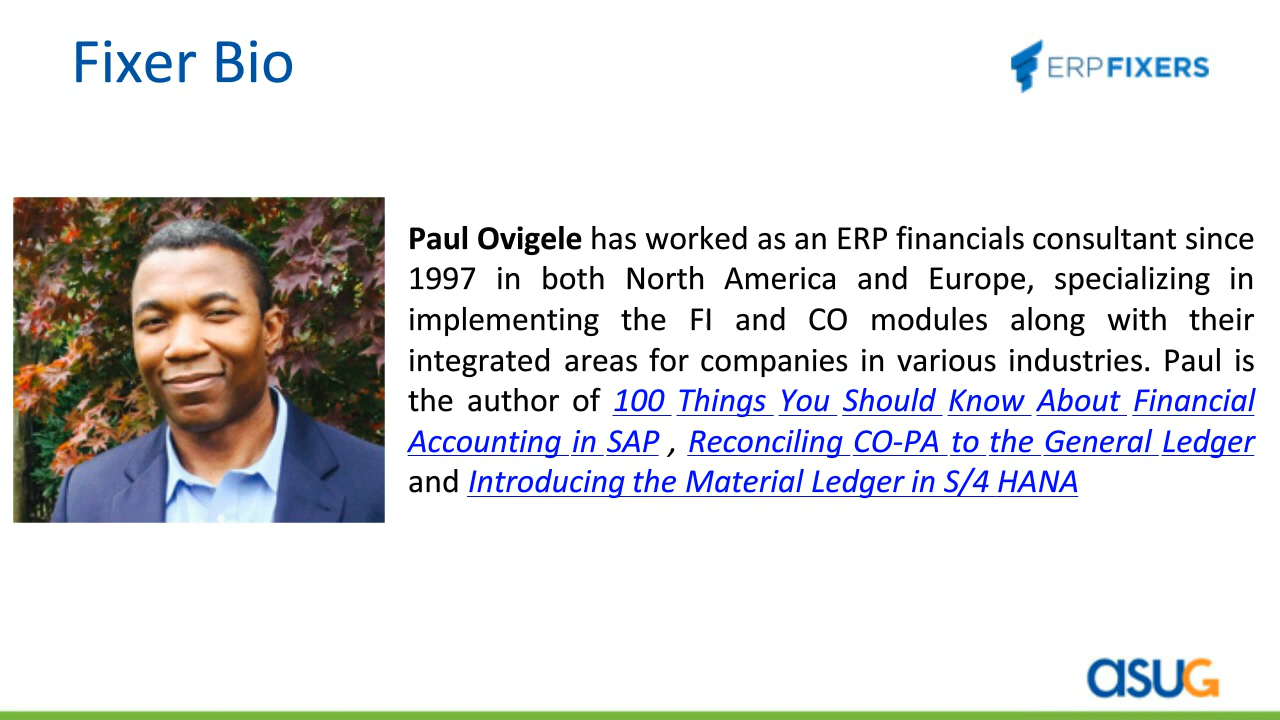 Fixer Bio
ERPFIXERS
Paul Ovigele has worked as an ERP financials consultant since
1997 in both North America and Europe, specializing in
implementing the FI and CO modules along with their
integrated areas for companies in various industries. Paul is
the author of 100 Things You Should Know About Financial
Accounting in SAP , Reconciling CO-PA to the General Ledger
and Introducing the Material Ledger in S/4 HANA
asuG